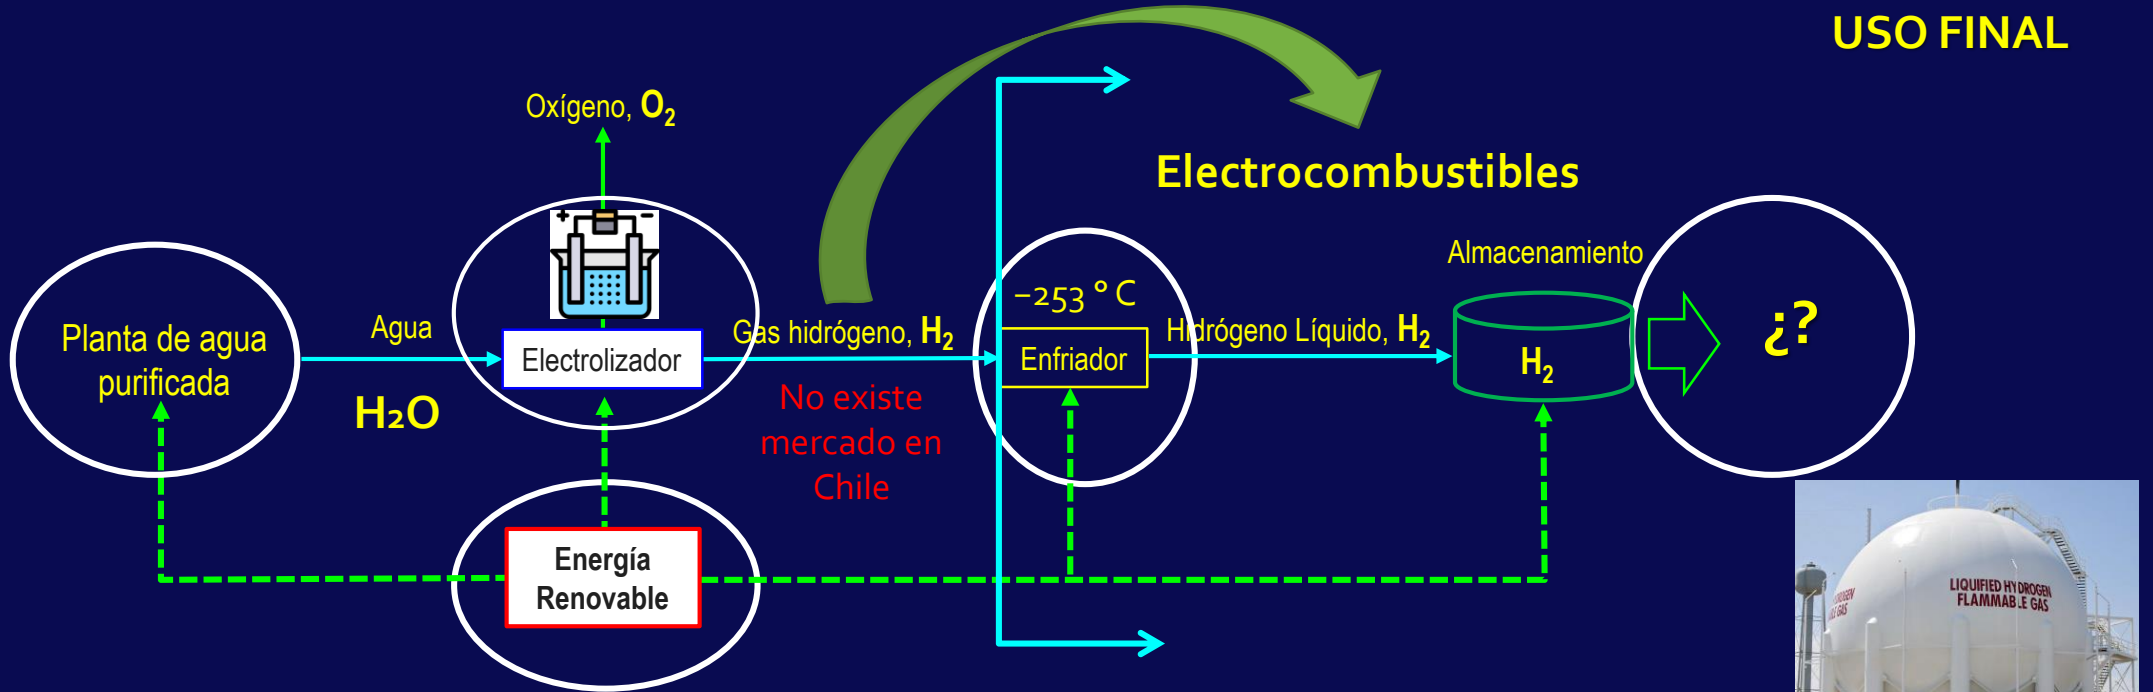 USO FINAL
Oxígeno, O₂
Electrocombustibles
+ −
Planta de agua
purificada
Agua
H2O
Electrolizador
Gas hidrógeno, H₂
No existe
mercado en
Chile
−253 ° C
Enfriador
Hidrógeno Líquido, H₂
Almacenamiento
H₂
¿?
Energía
Renovable
LIQUIFIED HYDROGEN
FLAMMABLE GAS